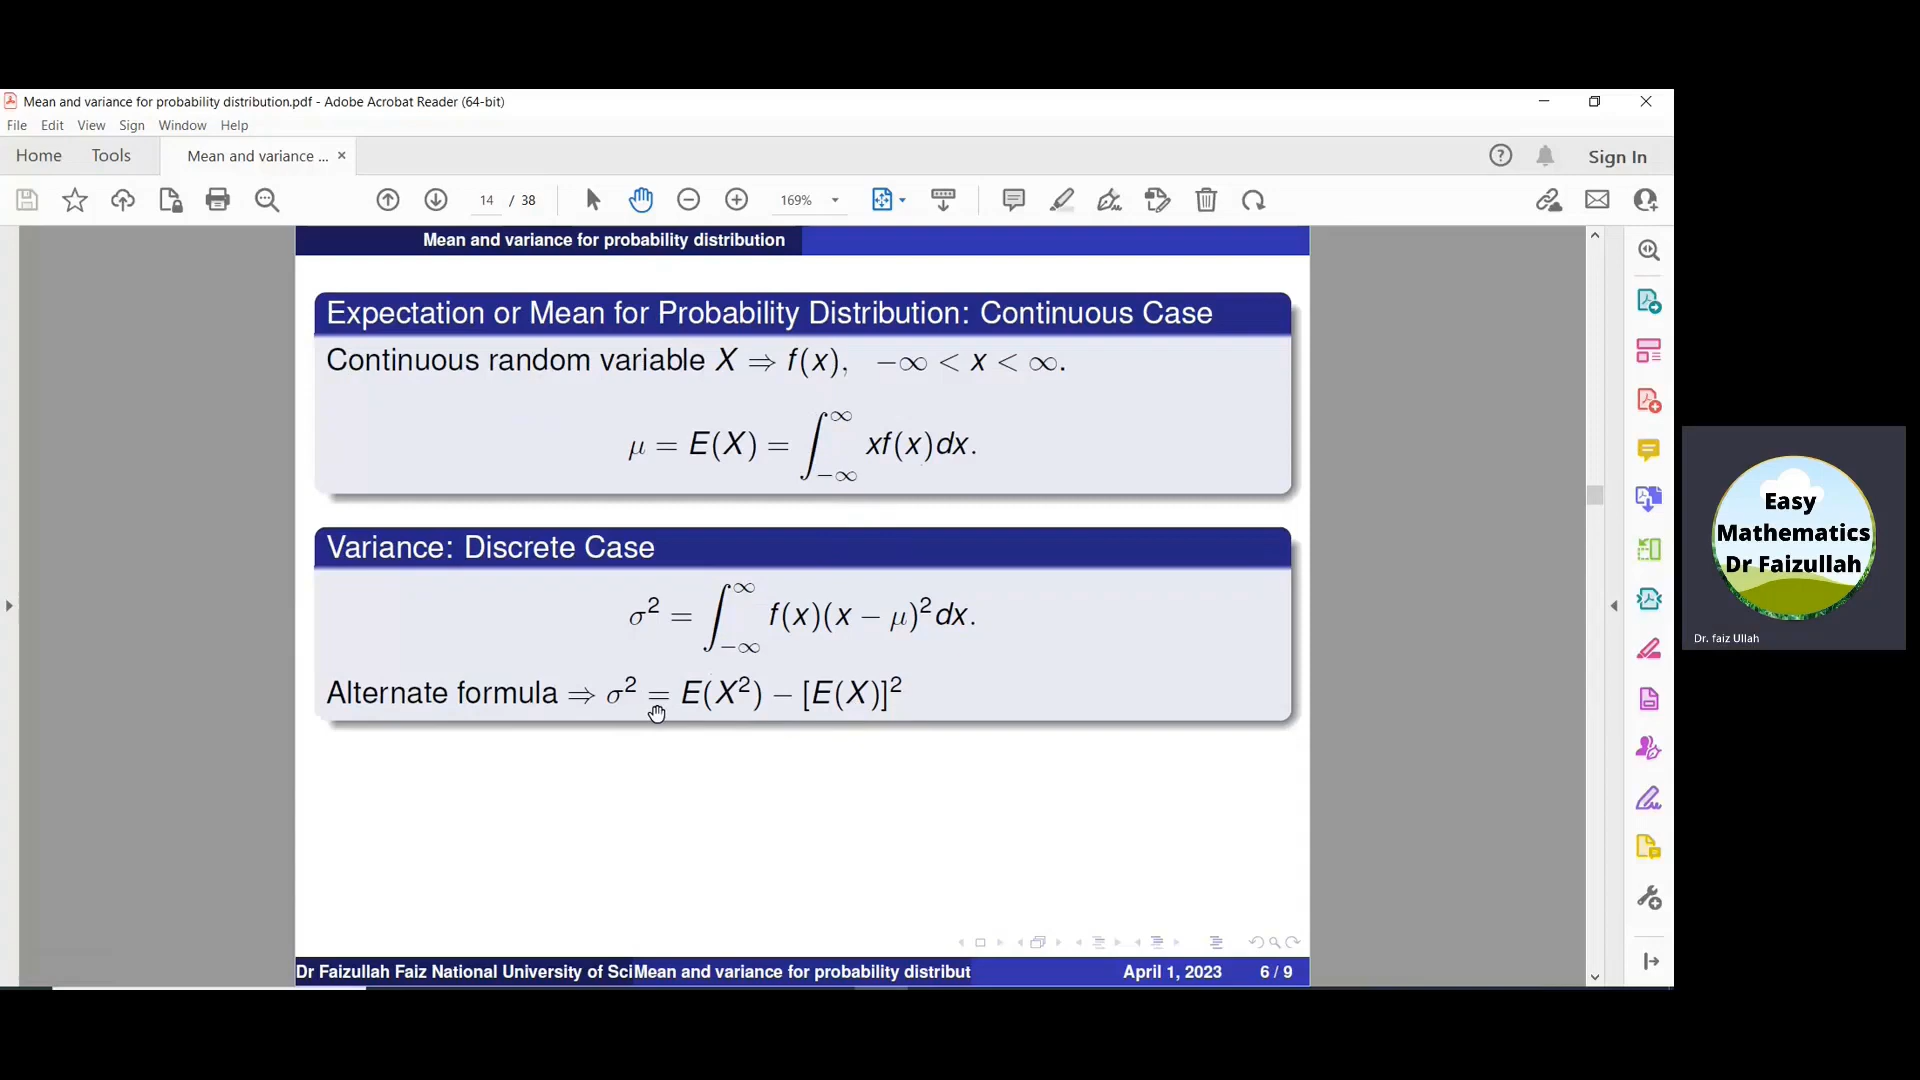 Mean and variance for probability distribution.pdf - Adobe Acrobat Reader (64-bit)
File Edit View Sign Window Help
Home Tools Mean and variance ... × Sign In
14 / 38 169%
Mean and variance for probability distribution
Expectation or Mean for Probability Distribution: Continuous Case
Continuous random variable X ⇒ f(x), −∞ < x < ∞.
μ = E(X) = ∫_{−∞}^{∞} xf(x)dx.
Variance: Discrete Case
σ² = ∫_{−∞}^{∞} f(x)(x − μ)²dx.
Alternate formula ⇒ σ² = E(X²) − [E(X)]²
Dr Faizullah Faiz National University of Sci Mean and variance for probability distribut April 1, 2023 6 / 9
Easy
Mathematics
Dr Faizullah
Dr. faiz Ullah